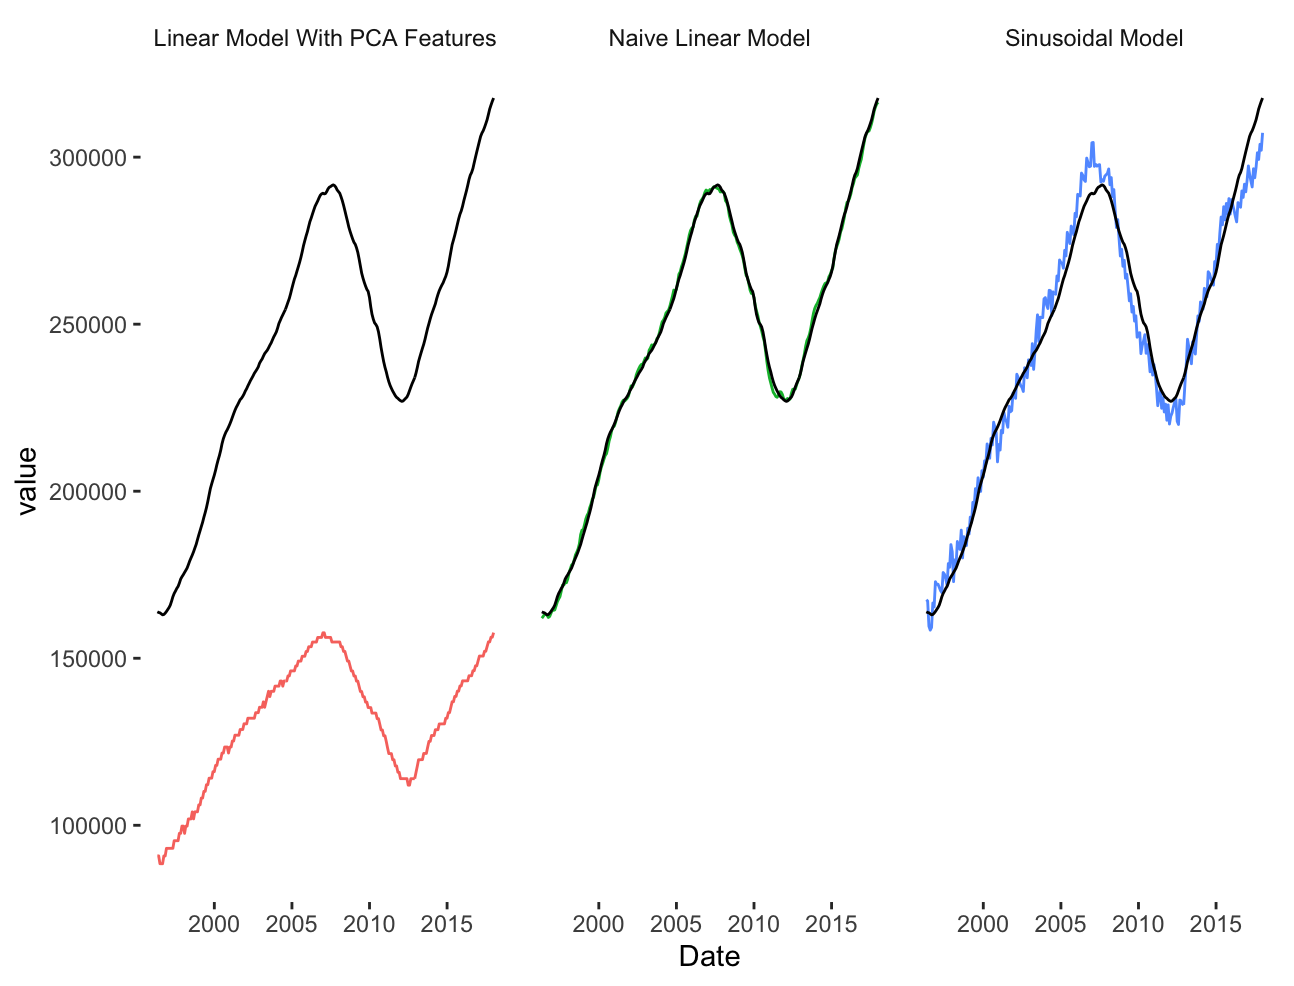 Linear Model With PCA Features
Naive Linear Model
Sinusoidal Model
300000
250000
200000
150000
100000
value
2000 2005 2010 2015
2000 2005 2010 2015
2000 2005 2010 2015
Date